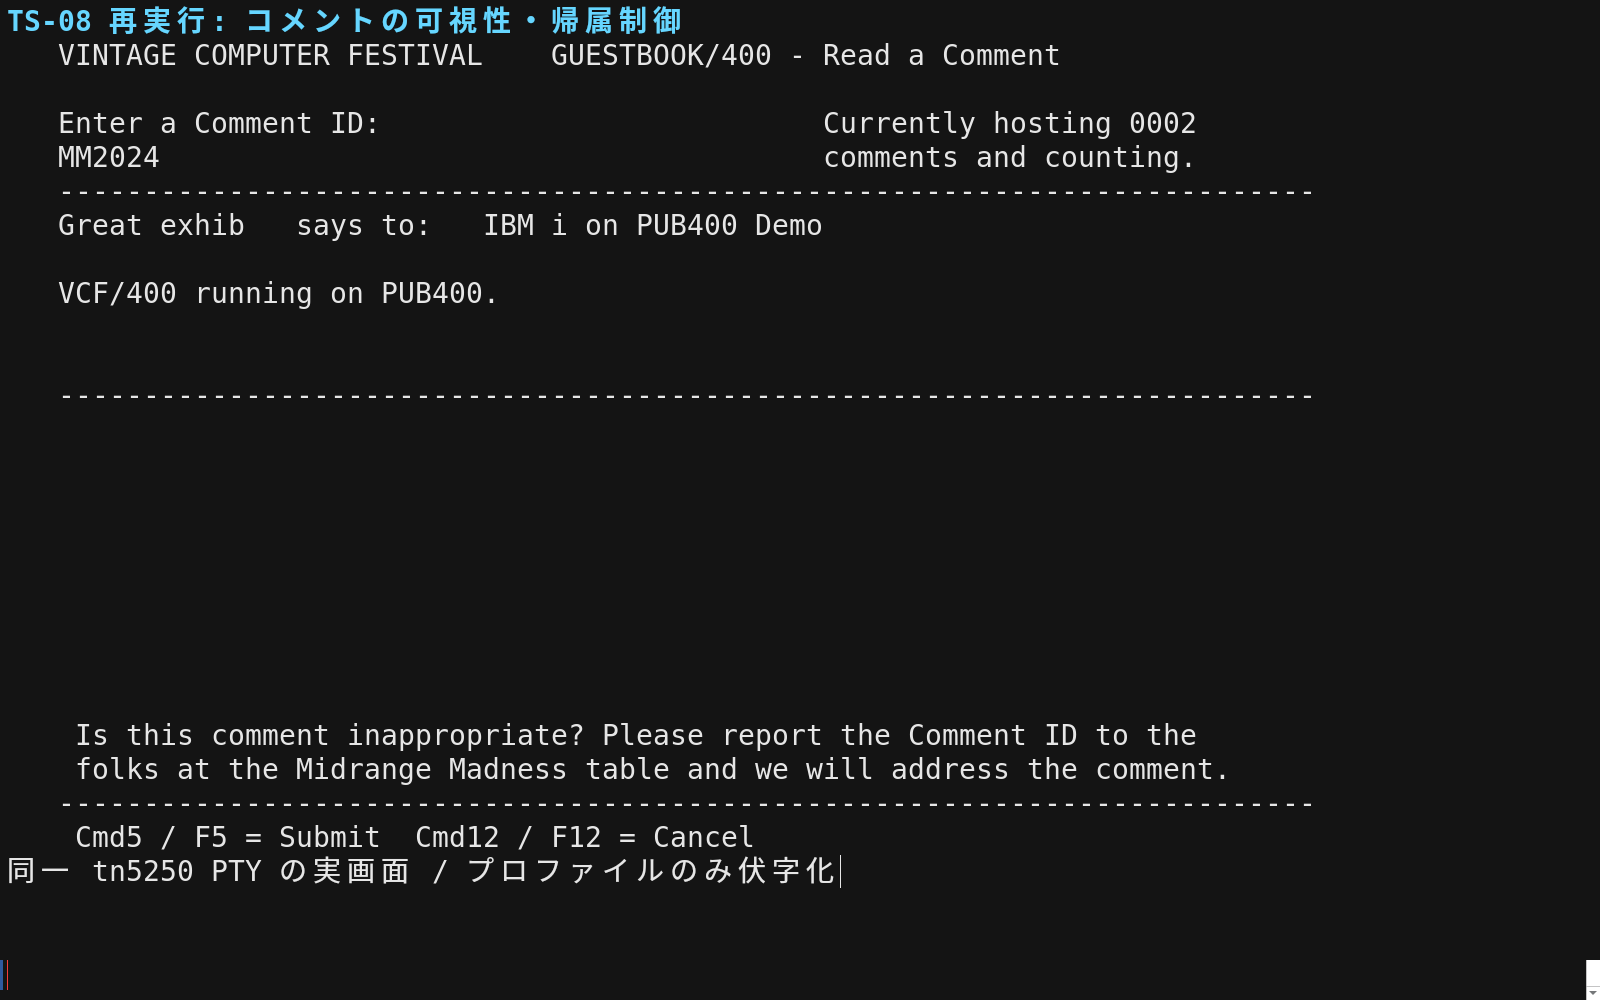 TS-08 再実行: コメントの可視性・帰属制御
VINTAGE COMPUTER FESTIVAL    GUESTBOOK/400 - Read a Comment
Enter a Comment ID:                          Currently hosting 0002
MM2024                                       comments and counting.
--------------------------------------------------------------------------
Great exhib   says to:   IBM i on PUB400 Demo
VCF/400 running on PUB400.
--------------------------------------------------------------------------
Is this comment inappropriate? Please report the Comment ID to the
folks at the Midrange Madness table and we will address the comment.
--------------------------------------------------------------------------
Cmd5 / F5 = Submit  Cmd12 / F12 = Cancel
同一 tn5250 PTY の実画面 / プロファイルのみ伏字化